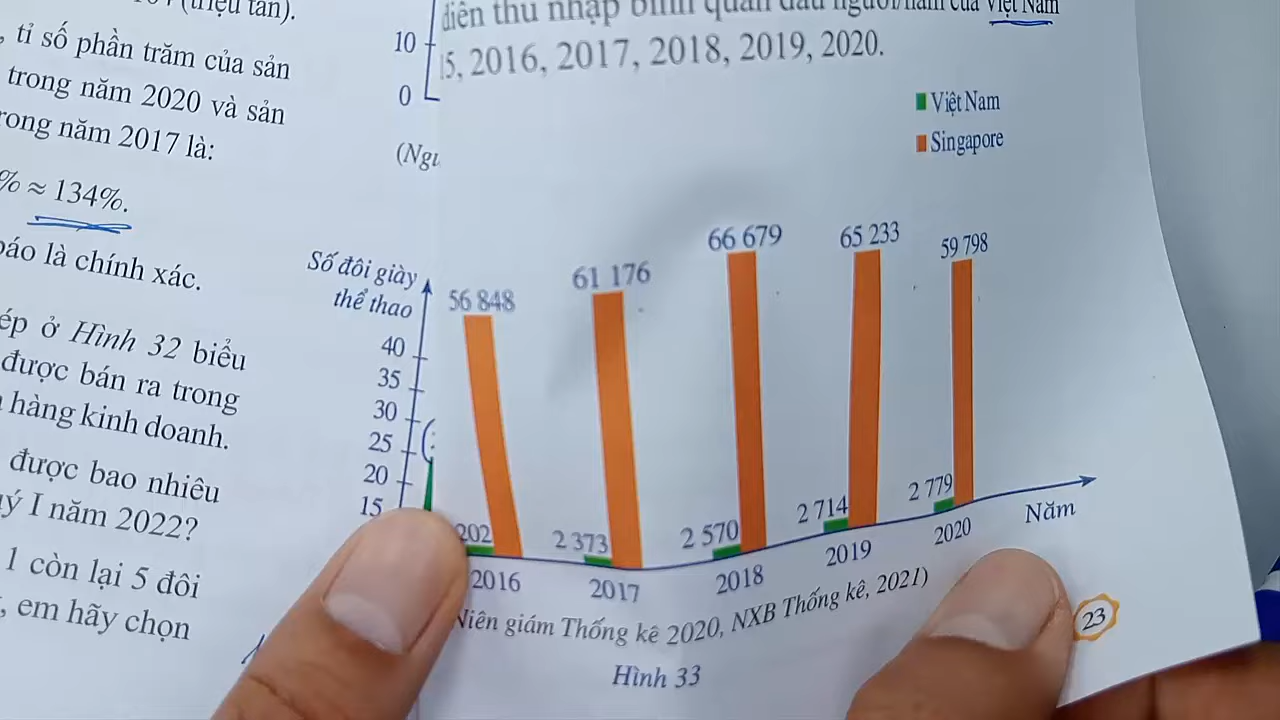 (triệu tấn).
, tỉ số phần trăm của sản
trong năm 2020 và sản
rong năm 2017 là:
% ≈ 134%.
báo là chính xác.
ép ở Hình 32 biểu
được bán ra trong
hàng kinh doanh.
được bao nhiêu
ý I năm 2022?
1 còn lại 5 đôi
, em hãy chọn
10
0
(Ngu
Số đôi giày
thể thao
40
35
30
25
20
15
diễn thu nhập bình quân đầu người/năm của Việt Nam
15, 2016, 2017, 2018, 2019, 2020.
Việt Nam
Singapore
56 848
61 176
66 679
65 233
59 798
202
2 373
2 570
2 714
2 779
2016
2017
2018
2019
2020
Năm
Niên giám Thống kê 2020, NXB Thống kê, 2021)
Hình 33
23